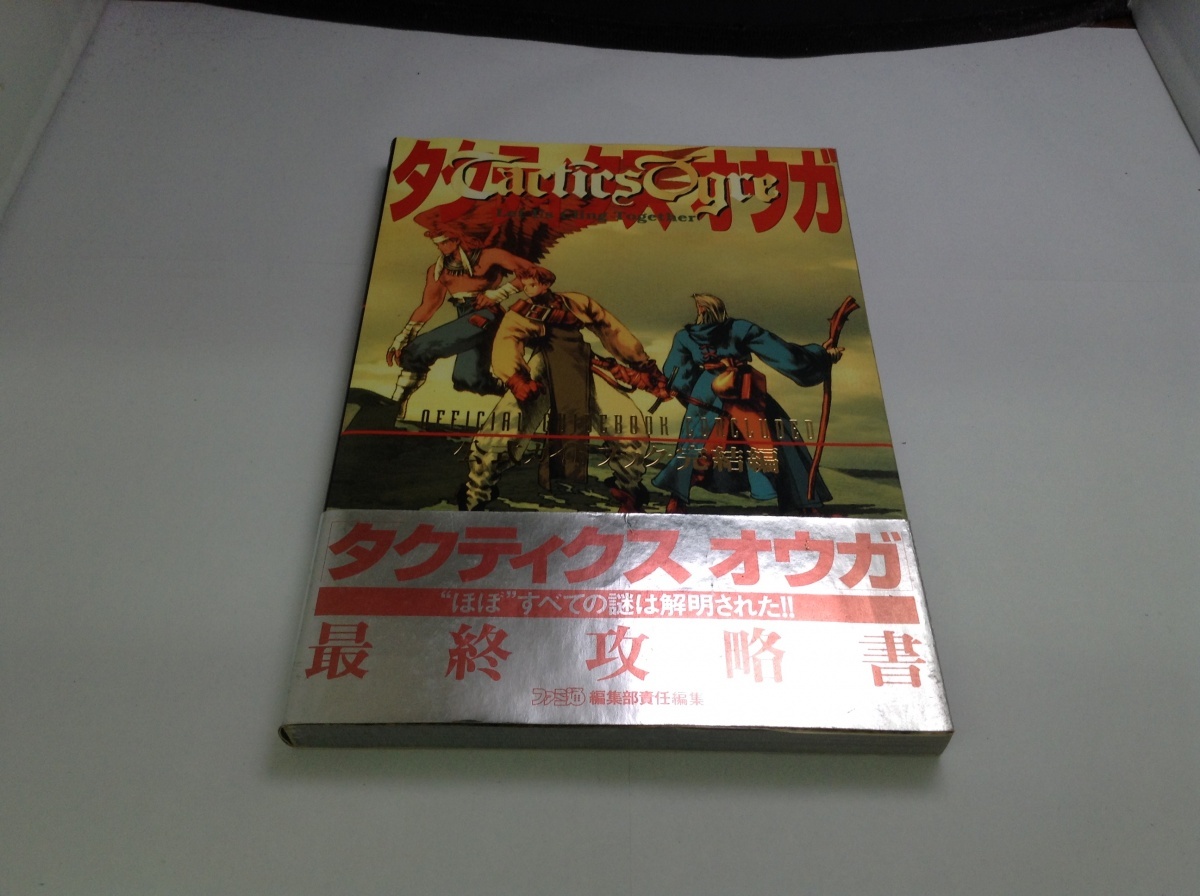 タクティクスオウガ
Tactics Ogre
Let Us Cling Together
OFFICIAL GUIDEBOOK CONCLUDED
完結編
タクティクス オウガ
“ほぼ”すべての謎は解明された!!
最終攻略書
ファミ通 編集部責任編集